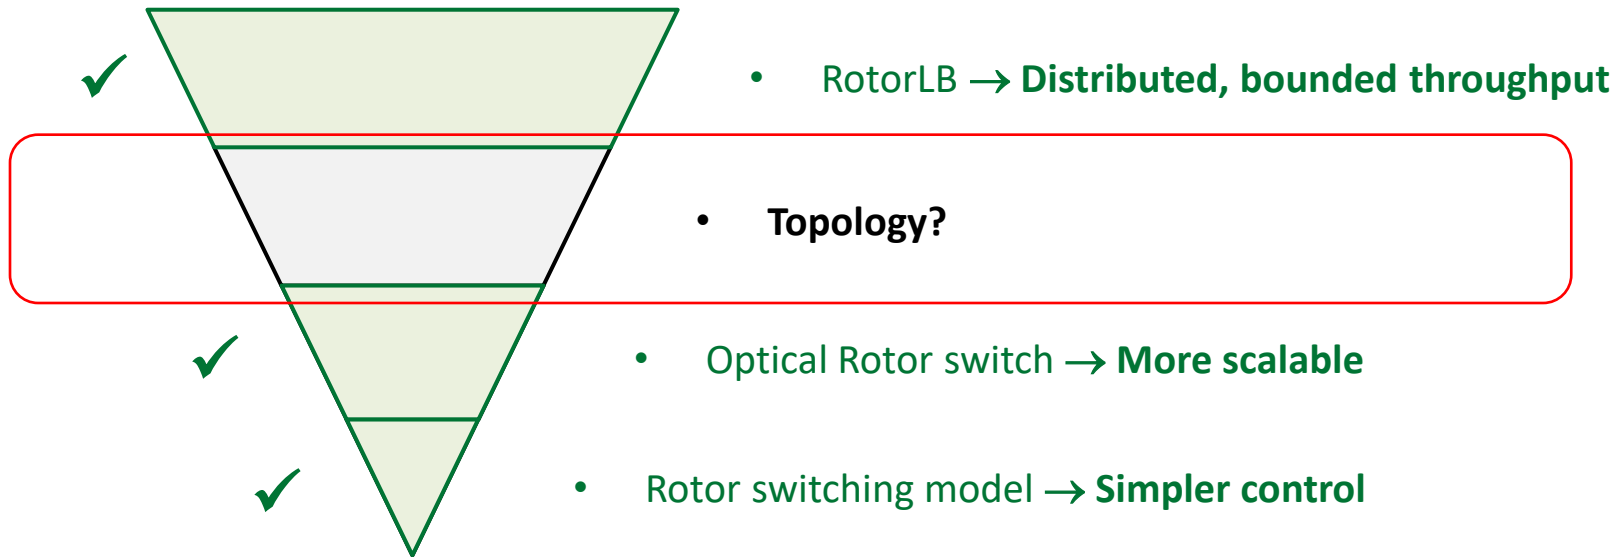 • RotorLB → Distributed, bounded throughput
• Topology?
• Optical Rotor switch → More scalable
• Rotor switching model → Simpler control